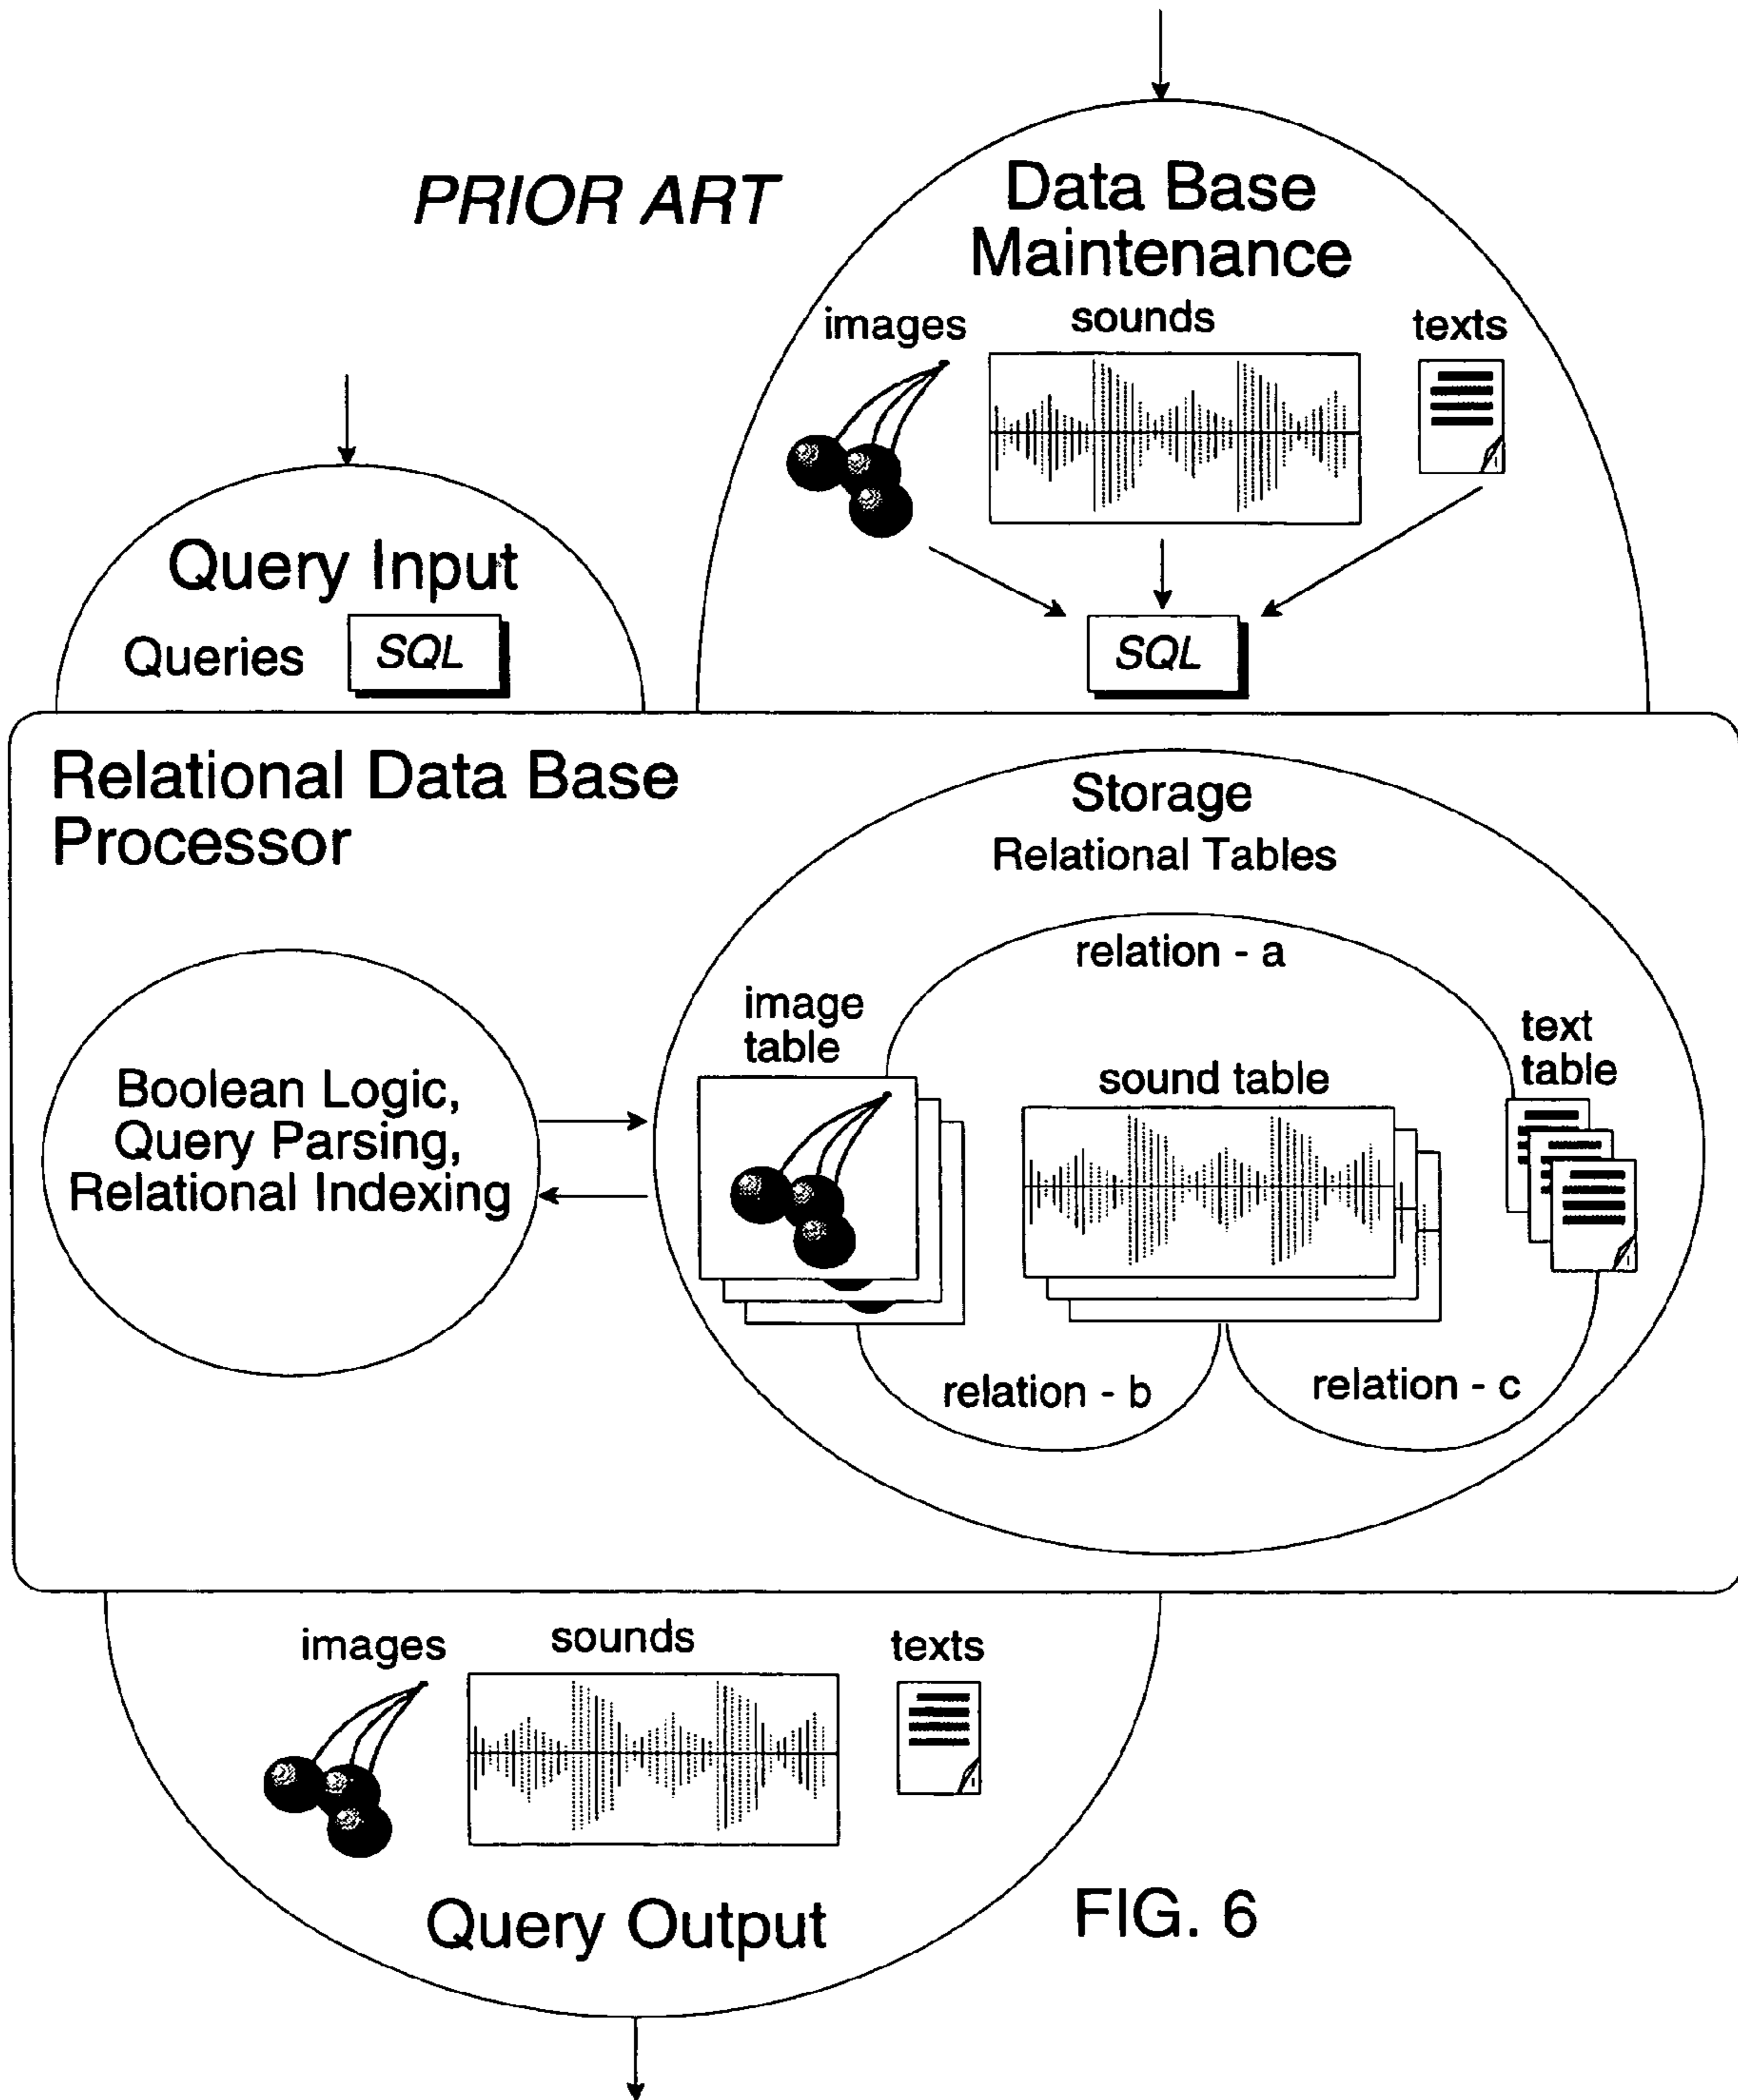 PRIOR ART
Data Base
Maintenance
images
sounds
texts
SQL
Query Input
Queries
SQL
Relational Data Base
Processor
Boolean Logic,
Query Parsing,
Relational Indexing
Storage
Relational Tables
relation - a
image
table
sound table
text
table
relation - b
relation - c
images
sounds
texts
Query Output
FIG. 6